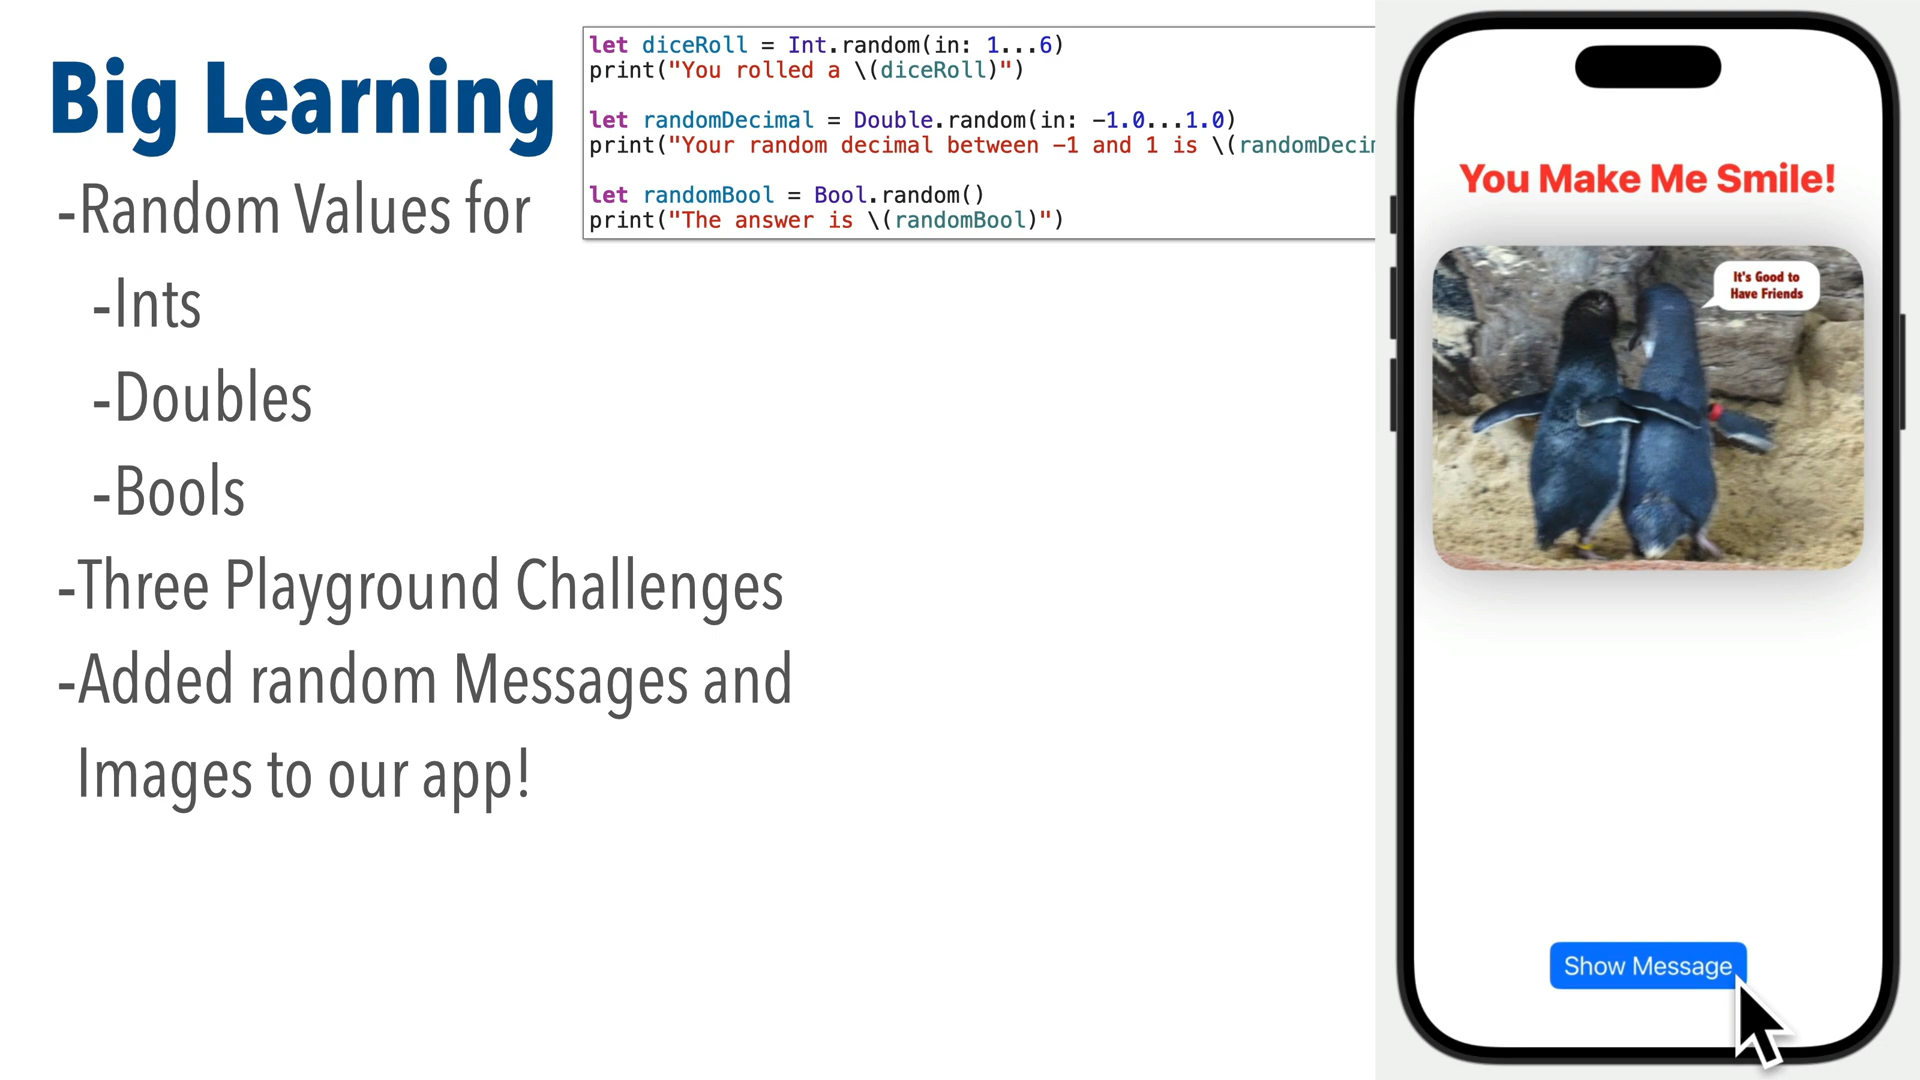 Big Learning
-Random Values for
-Ints
-Doubles
-Bools
-Three Playground Challenges
-Added random Messages and
Images to our app!
let diceRoll = Int.random(in: 1...6)
print("You rolled a \(diceRoll)")
let randomDecimal = Double.random(in: -1.0...1.0)
print("Your random decimal between -1 and 1 is \(randomDecim
let randomBool = Bool.random()
print("The answer is \(randomBool)")
You Make Me Smile!
It's Good to
Have Friends
Show Message